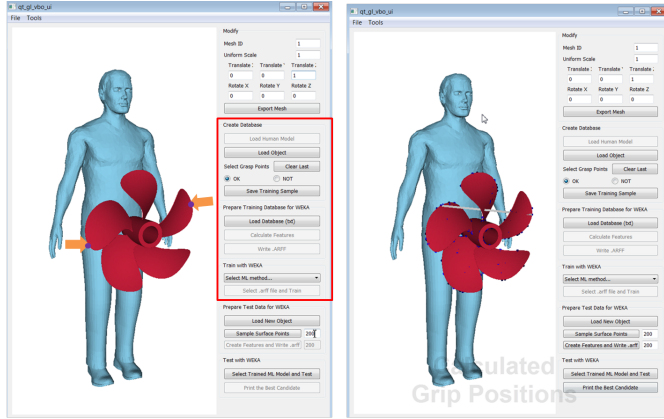 qt_gl_vbo_ui
File Tools
Modify
Mesh ID 1
Uniform Scale 1
Translate : Translate ' Translate .
0 0 1
Rotate X Rotate Y Rotate Z
0 0 0
Export Mesh
Create Database
Load Human Model
Load Object
Select Grasp Points Clear Last
OK NOT
Save Training Sample
Prepare Training Database for WEKA
Load Database (txt)
Calculate Features
Write .ARFF
Train with WEKA
Select ML method...
Select .arff file and Train
Prepare Test Data for WEKA
Load New Object
Sample Surface Points 200
Create Features and Write .arff 200
Test with WEKA
Select Trained ML Model and Test
Print the Best Candidate
qt_gl_vbo_ui
File Tools
Modify
Mesh ID 1
Uniform Scale 1
Translate : Translate ' Translate .
0 0 1
Rotate X Rotate Y Rotate Z
0 0 0
Export Mesh
Create Database
Load Human Model
Load Object
Select Grasp Points Clear Last
OK NOT
Save Training Sample
Prepare Training Database for WEKA
Load Database (txt)
Calculate Features
Write .ARFF
Train with WEKA
Select ML method...
Select .arff file and Train
Prepare Test Data for WEKA
Load New Object
Sample Surface Points 200
Create Features and Write .arff 200
Test with WEKA
Select Trained ML Model and Test
Print the Best Candidate
Calculated
Grip Positions